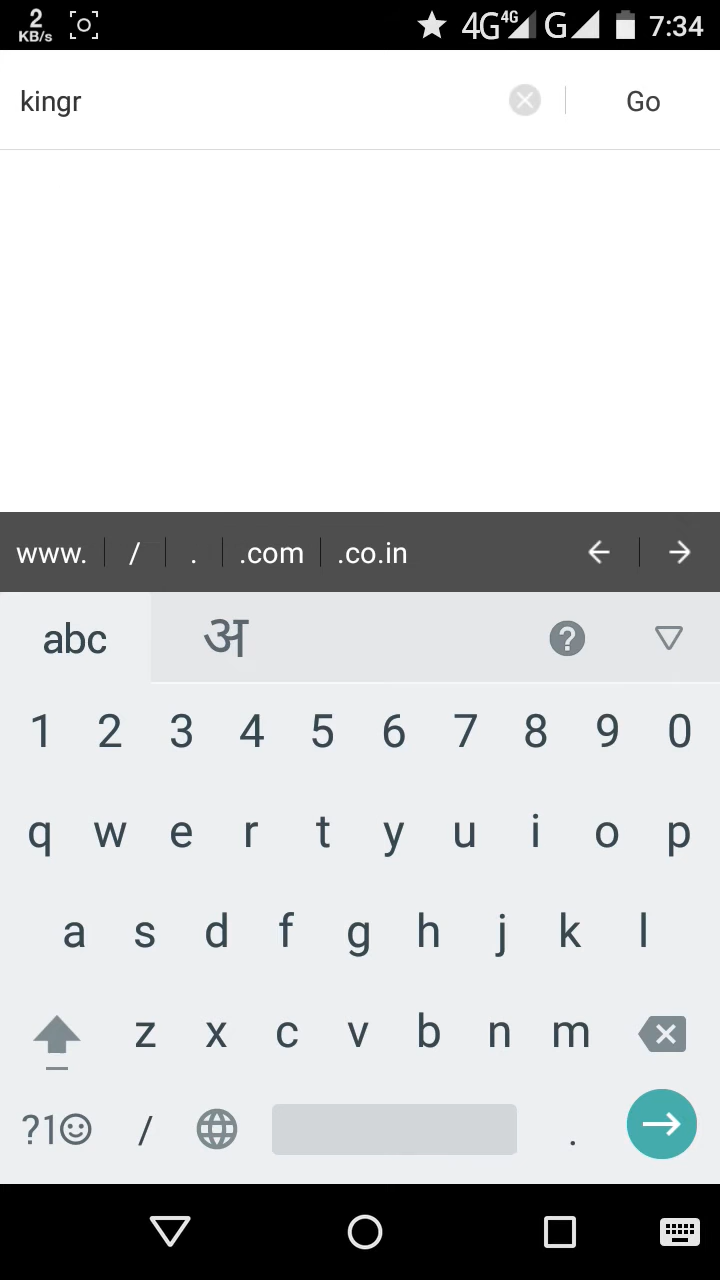 2 KB/s 4G 4G G 7:34
kingr Go
www. / . .com .co.in
abc अ ?
1 2 3 4 5 6 7 8 9 0
q w e r t y u i o p
a s d f g h j k l
z x c v b n m
?1 / .